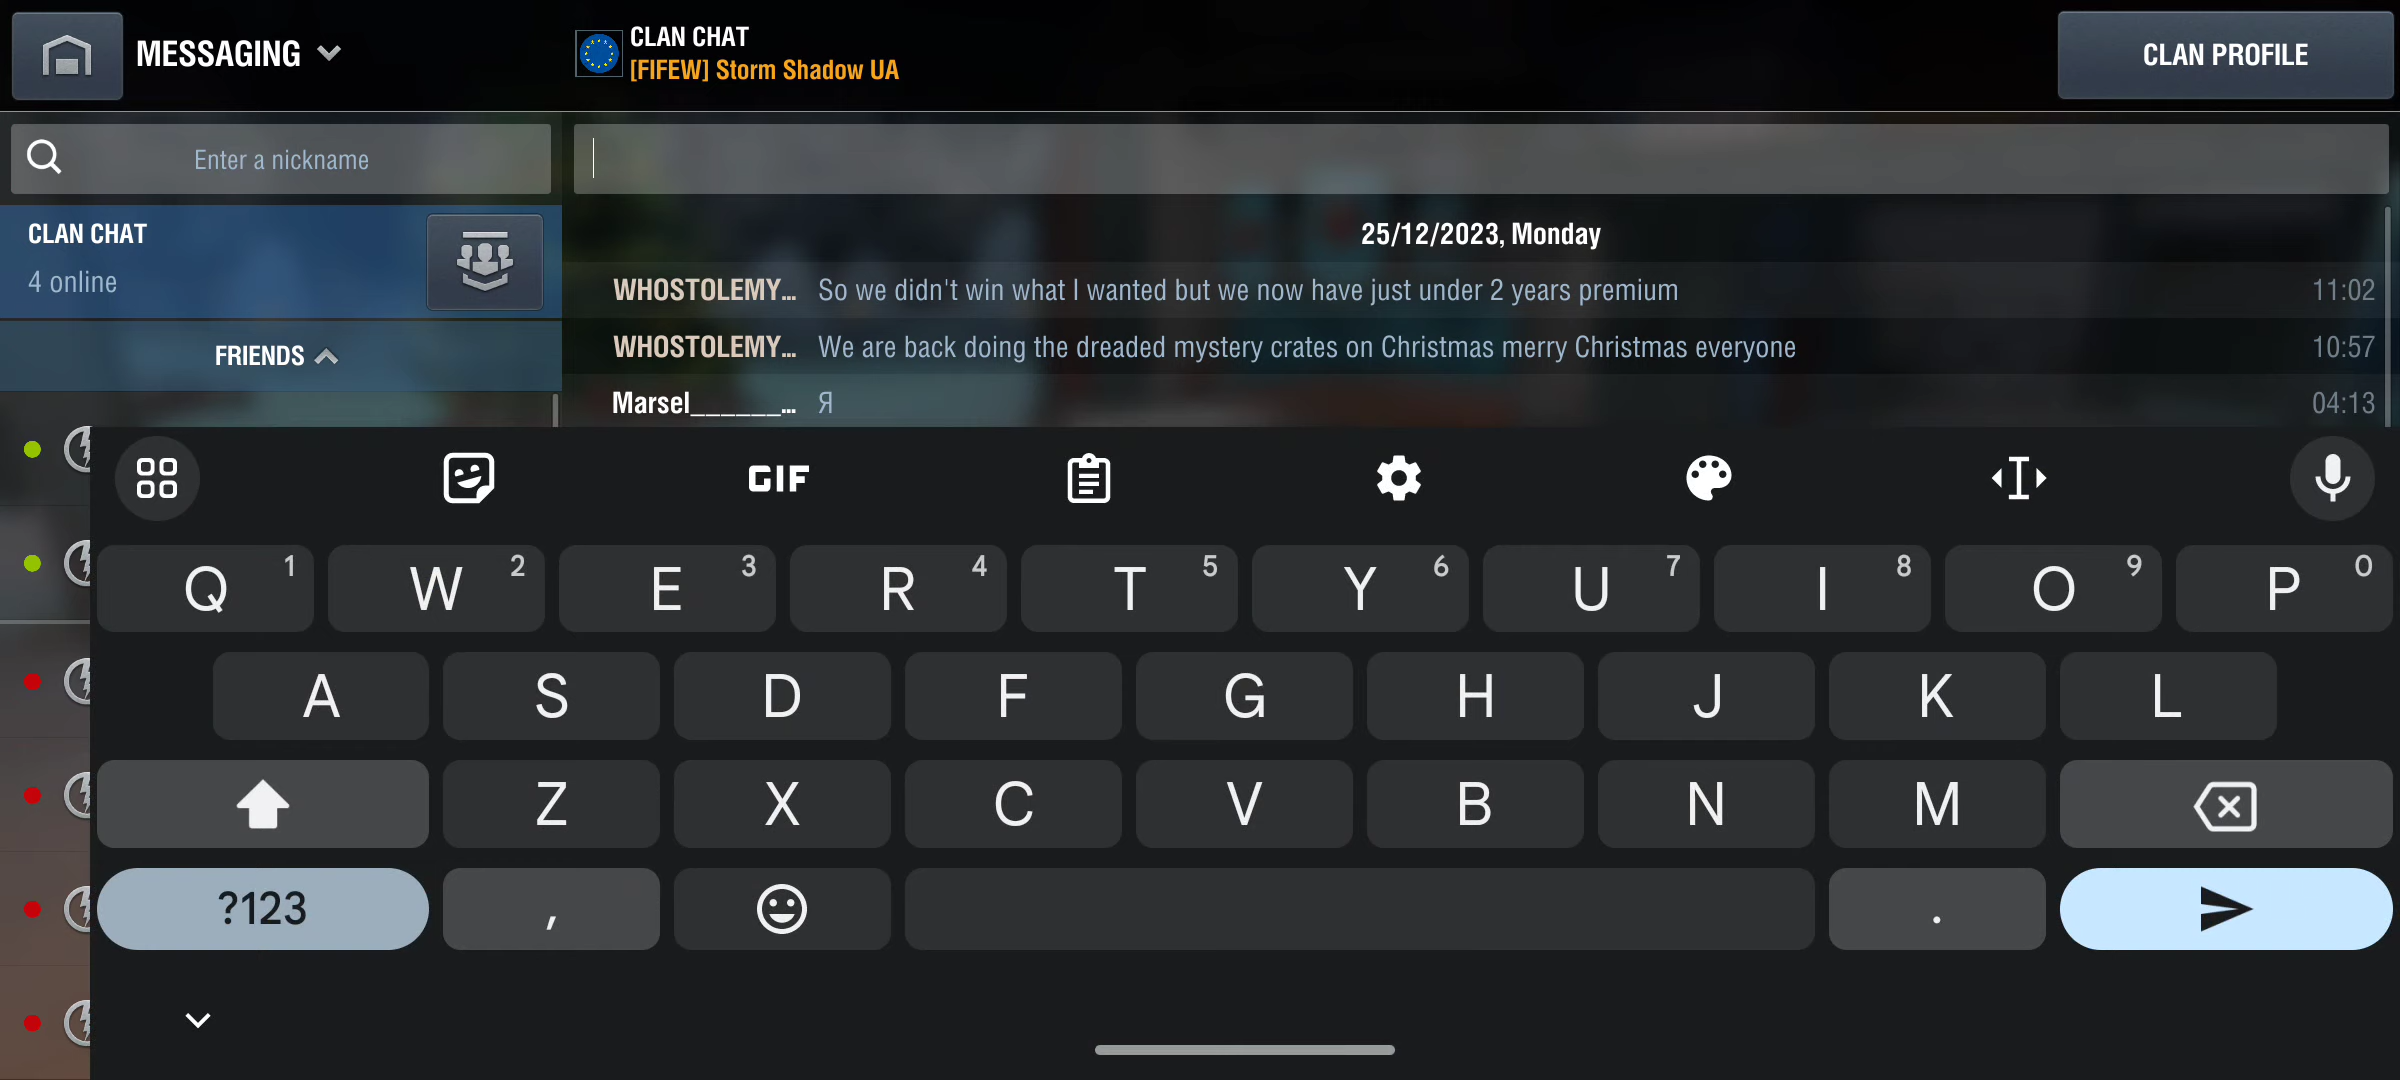 MESSAGING
CLAN CHAT
[FIFEW] Storm Shadow UA
CLAN PROFILE
Enter a nickname
CLAN CHAT
4 online
FRIENDS
25/12/2023, Monday
WHOSTOLEMY... So we didn't win what I wanted but we now have just under 2 years premium 11:02
WHOSTOLEMY... We are back doing the dreaded mystery crates on Christmas merry Christmas everyone 10:57
Marsel______... Я 04:13
GIF
Q 1 W 2 E 3 R 4 T 5 Y 6 U 7 I 8 O 9 P 0
A S D F G H J K L
Z X C V B N M
?123 , .